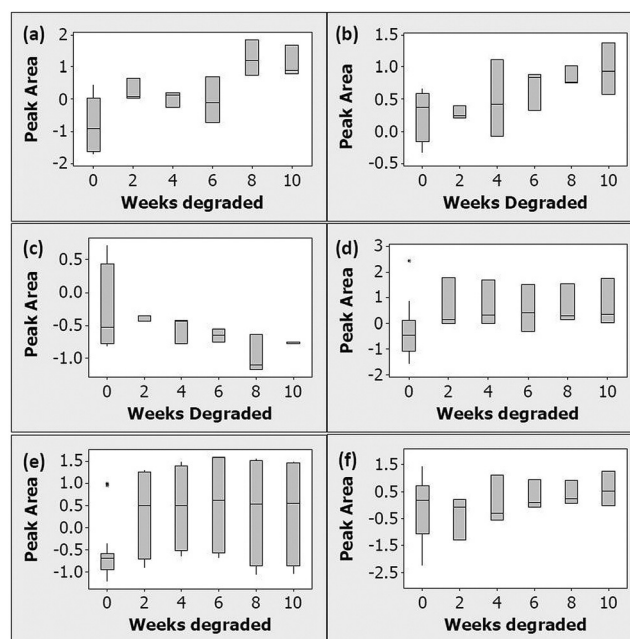 (a)
Peak Area
2
1
0
-1
-2
0 2 4 6 8 10
Weeks degraded
(b)
Peak Area
1.5
1.0
0.5
0.0
0.5
0 2 4 6 8 10
Weeks Degraded
(c)
Peak Area
0.5
0.0
-0.5
-1.0
0 2 4 6 8 10
Weeks Degraded
(d)
Peak Area
3
2
1
0
-1
-2
0 2 4 6 8 10
Weeks degraded
(e)
Peak Area
1.5
1.0
0.5
0.0
-0.5
-1.0
0 2 4 6 8 10
Weeks degraded
(f)
Peak Area
1.5
0.5
-0.5
-1.5
-2.5
0 2 4 6 8 10
Weeks degraded